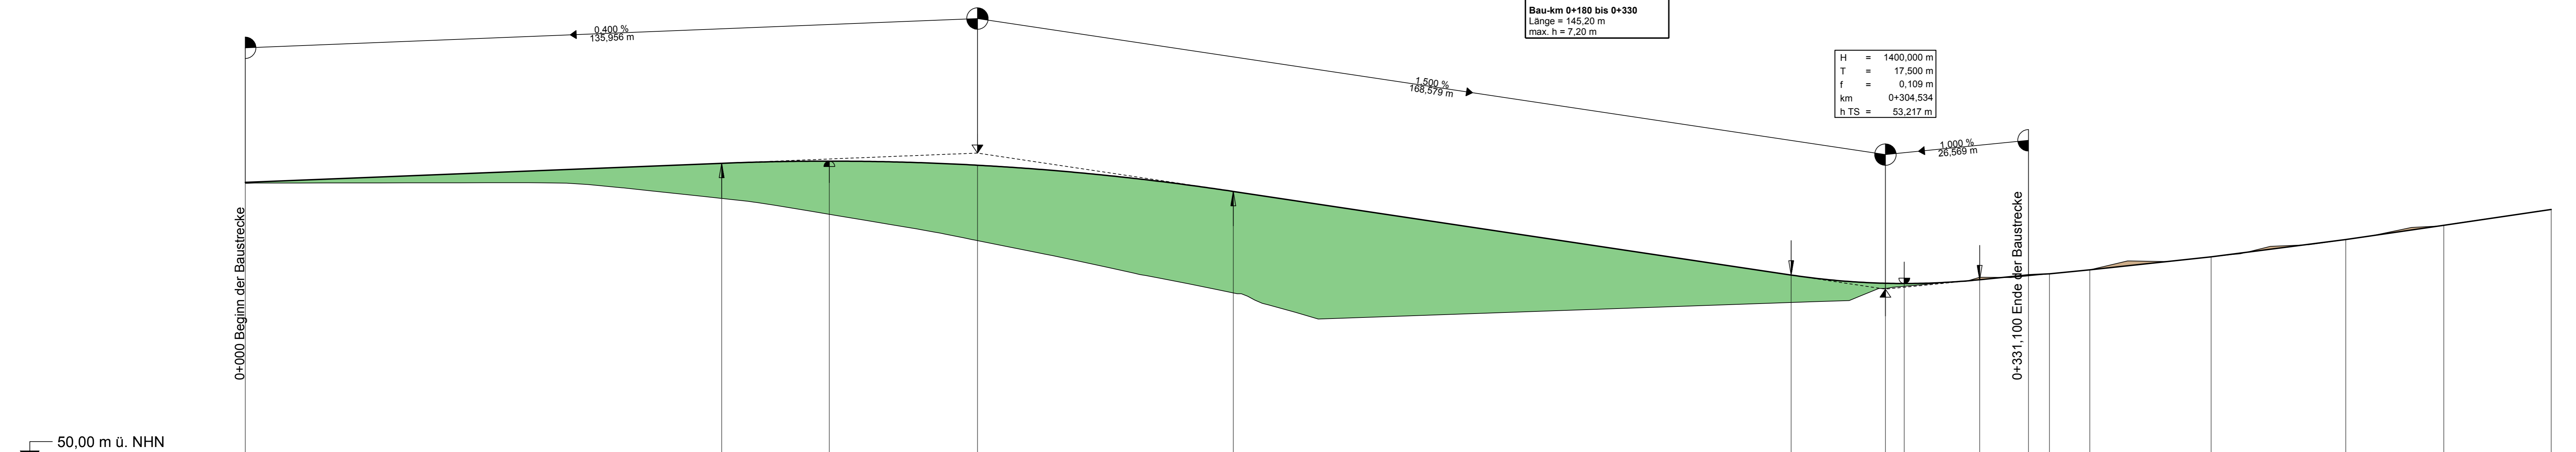 Bau-km 0+180 bis 0+330
Länge = 145,20 m
max. h = 7,20 m
0,400 %
135,956 m
1,500 %
168,579 m
H = 1400,000 m
T = 17,500 m
f = 0,109 m
km 0+304,534
h TS = 53,217 m
1,000 %
26,569 m
0+000 Beginn der Baustrecke
0+331,100 Ende der Baustrecke
50,00 m ü. NHN